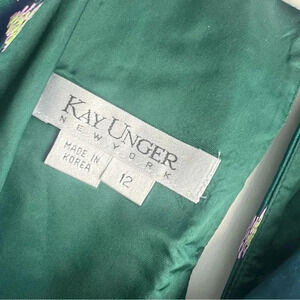 KAY UNGER
NEW YORK
MADE IN
KOREA
12